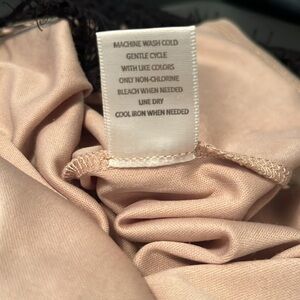 MACHINE WASH COLD
GENTLE CYCLE
WITH LIKE COLORS
ONLY NON-CHLORINE
BLEACH WHEN NEEDED
LINE DRY
COOL IRON WHEN NEEDED